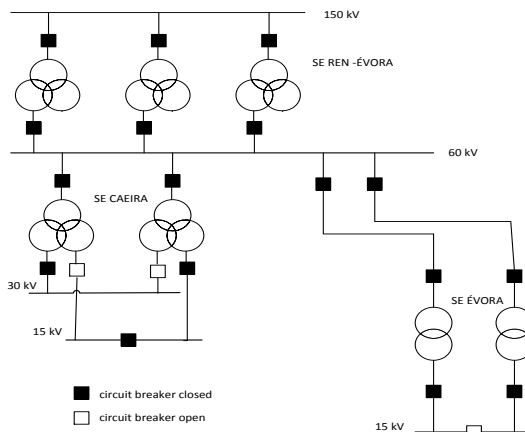 150 kV
SE REN -ÉVORA
60 kV
SE CAEIRA
30 kV
SE ÉVORA
15 kV
circuit breaker closed
circuit breaker open
15 kV